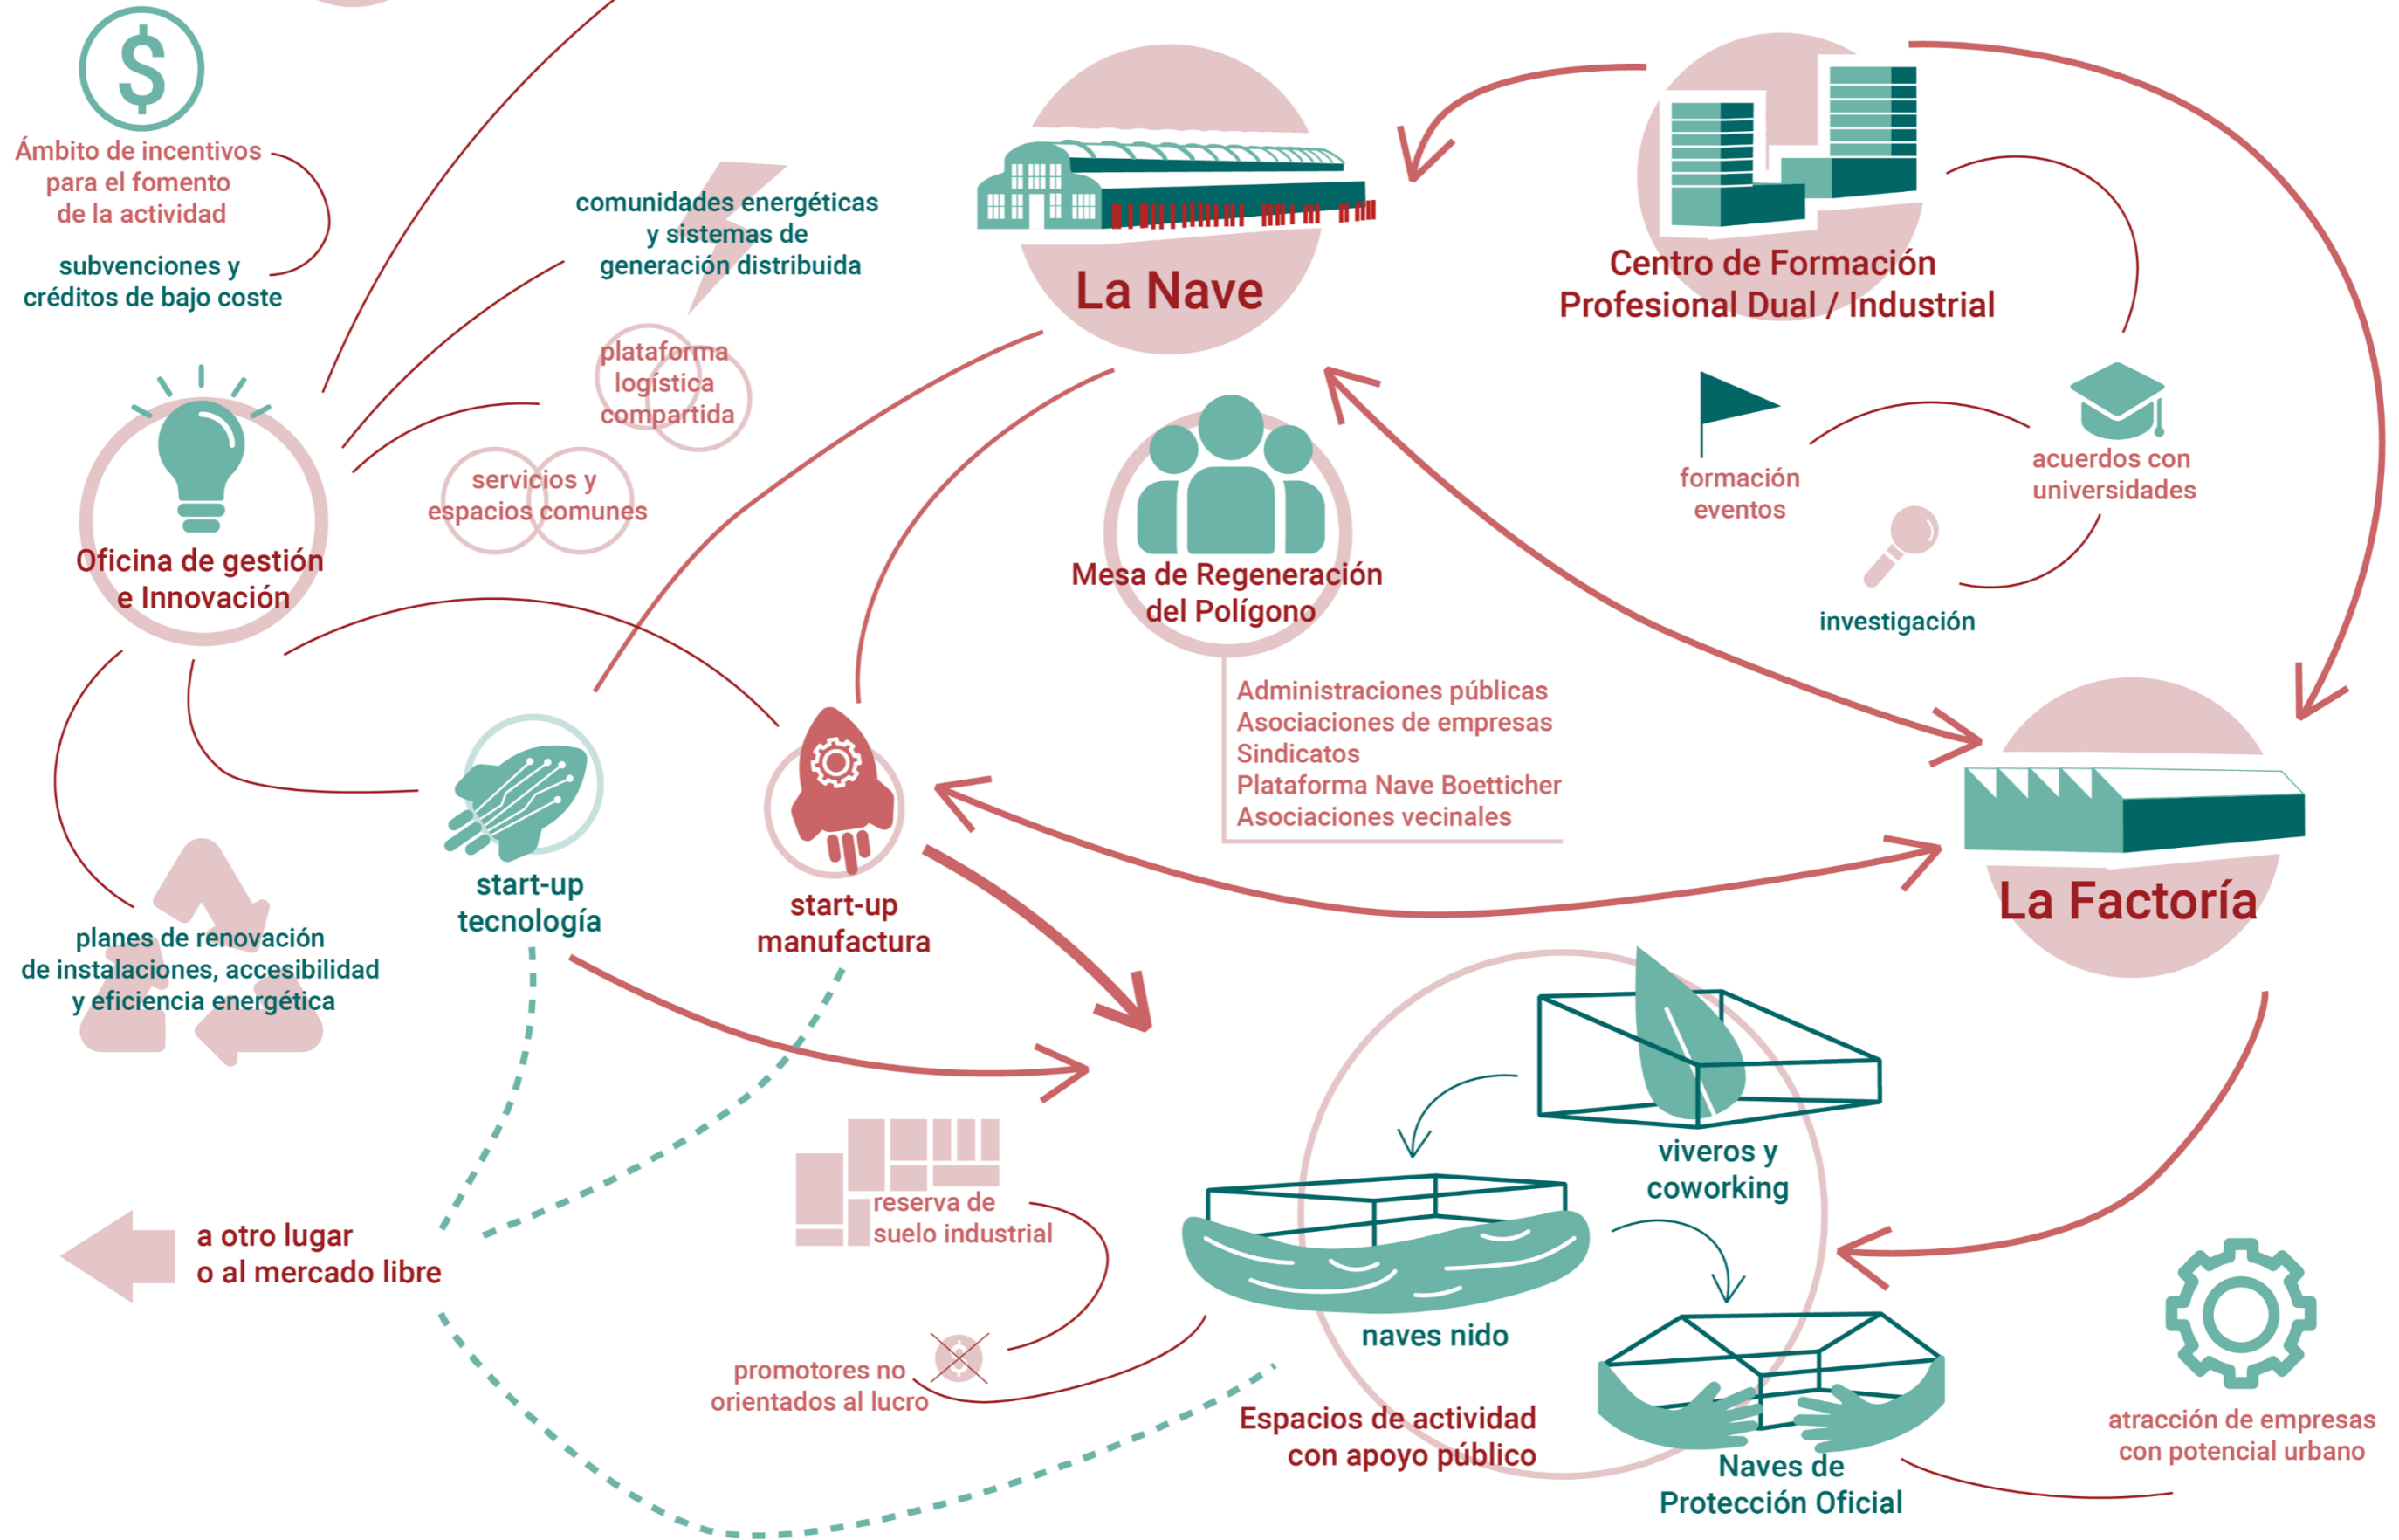 Ámbito de incentivos
para el fomento
de la actividad
subvenciones y
créditos de bajo coste
comunidades energéticas
y sistemas de
generación distribuida
plataforma
logística
compartida
servicios y
espacios comunes
Oficina de gestión
e Innovación
La Nave
Centro de Formación
Profesional Dual / Industrial
formación
eventos
acuerdos con
universidades
investigación
Mesa de Regeneración
del Polígono
Administraciones públicas
Asociaciones de empresas
Sindicatos
Plataforma Nave Boetticher
Asociaciones vecinales
start-up
tecnología
start-up
manufactura
La Factoría
planes de renovación
de instalaciones, accesibilidad
y eficiencia energética
a otro lugar
o al mercado libre
reserva de
suelo industrial
promotores no
orientados al lucro
viveros y
coworking
naves nido
Espacios de actividad
con apoyo público
Naves de
Protección Oficial
atracción de empresas
con potencial urbano